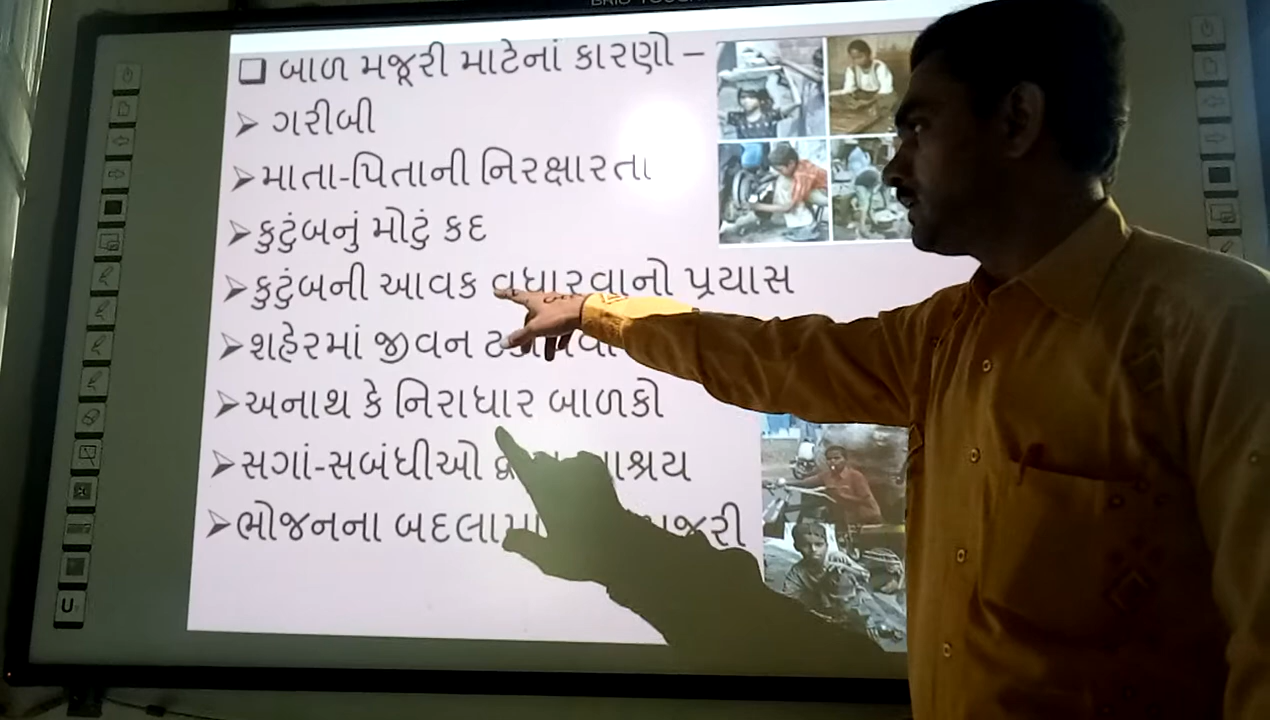 ❑ બાળ મજૂરી માટેનાં કારણો –
➢ ગરીબી
➢ માતા-પિતાની નિરક્ષારતા
➢ કુટુંબનું મોટું કદ
➢ કુટુંબની આવક વધારવાનો પ્રયાસ
➢ શહેરમાં જીવન
➢ અનાથ કે નિરાધાર બાળકો
➢ સગાં-સબંધીઓ
➢ ભોજનના